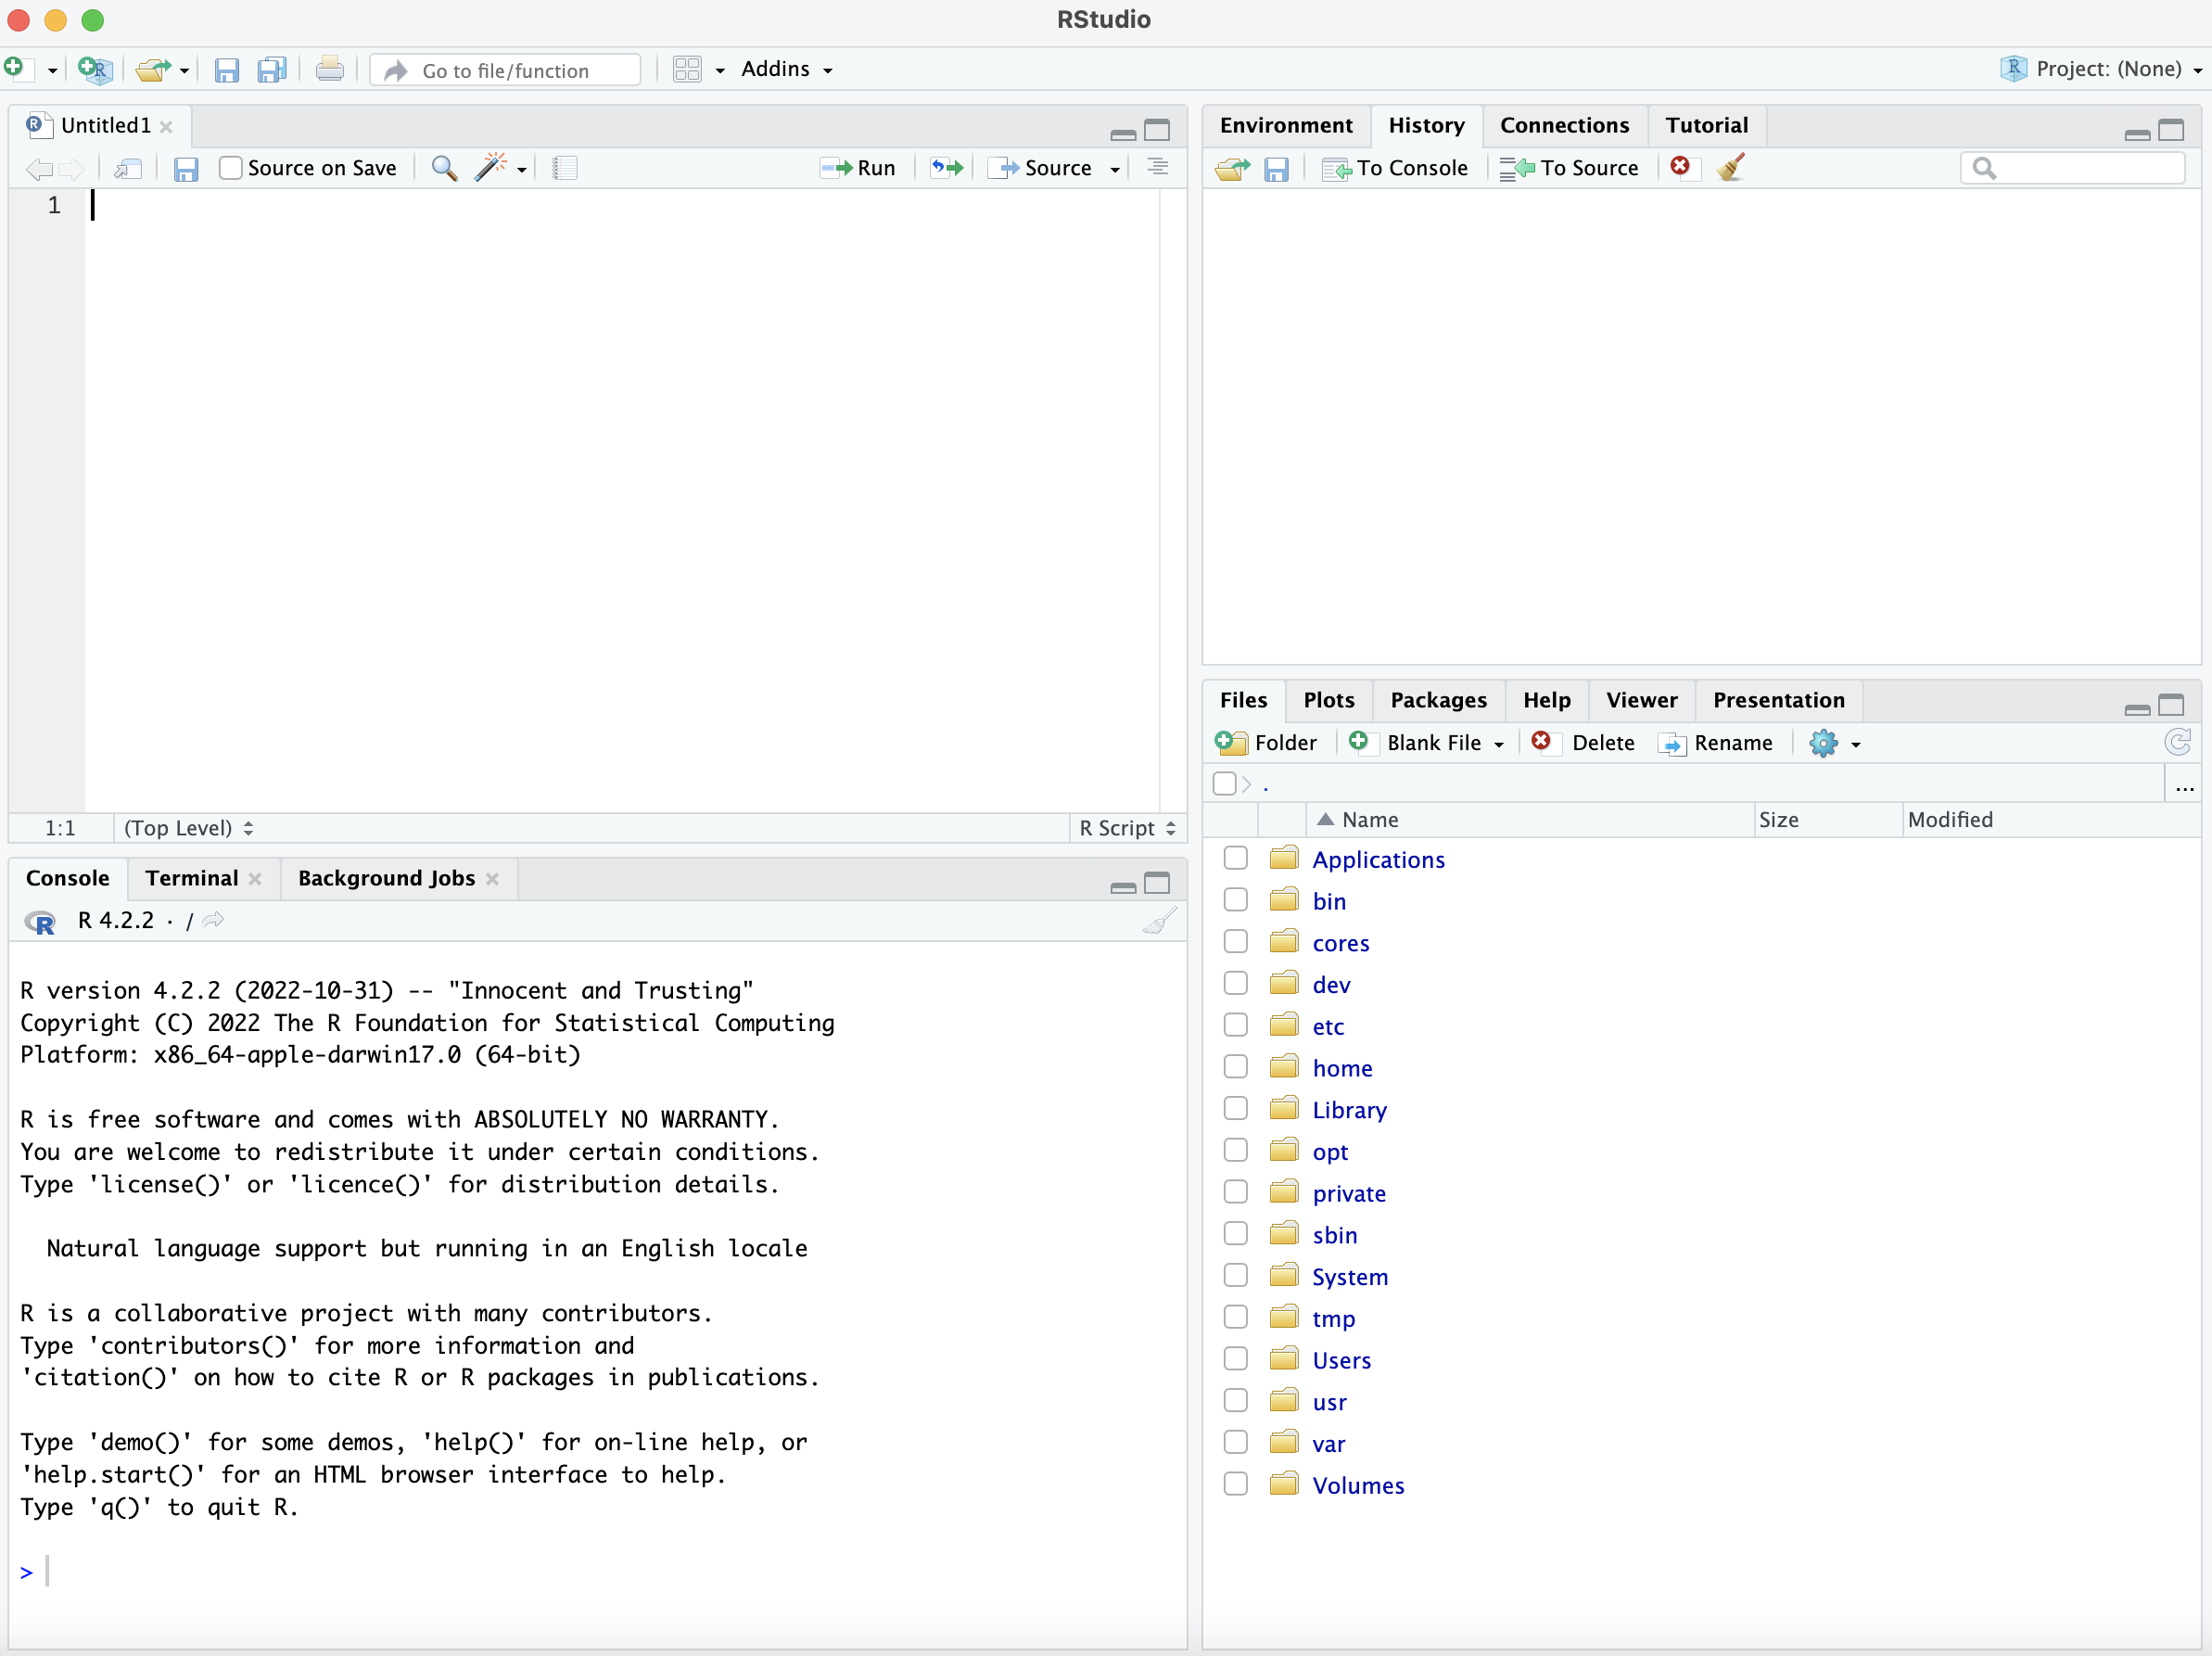 RStudio
Go to file/function
Addins
Project: (None)
Untitled1
Source on Save
Run
Source
1
1:1
(Top Level)
R Script
Console
Terminal
Background Jobs
R 4.2.2 · /
R version 4.2.2 (2022-10-31) -- "Innocent and Trusting"
Copyright (C) 2022 The R Foundation for Statistical Computing
Platform: x86_64-apple-darwin17.0 (64-bit)
R is free software and comes with ABSOLUTELY NO WARRANTY.
You are welcome to redistribute it under certain conditions.
Type 'license()' or 'licence()' for distribution details.
Natural language support but running in an English locale
R is a collaborative project with many contributors.
Type 'contributors()' for more information and
'citation()' on how to cite R or R packages in publications.
Type 'demo()' for some demos, 'help()' for on-line help, or
'help.start()' for an HTML browser interface to help.
Type 'q()' to quit R.
>
Environment
History
Connections
Tutorial
To Console
To Source
Files
Plots
Packages
Help
Viewer
Presentation
Folder
Blank File
Delete
Rename
.
...
Name
Size
Modified
Applications
bin
cores
dev
etc
home
Library
opt
private
sbin
System
tmp
Users
usr
var
Volumes